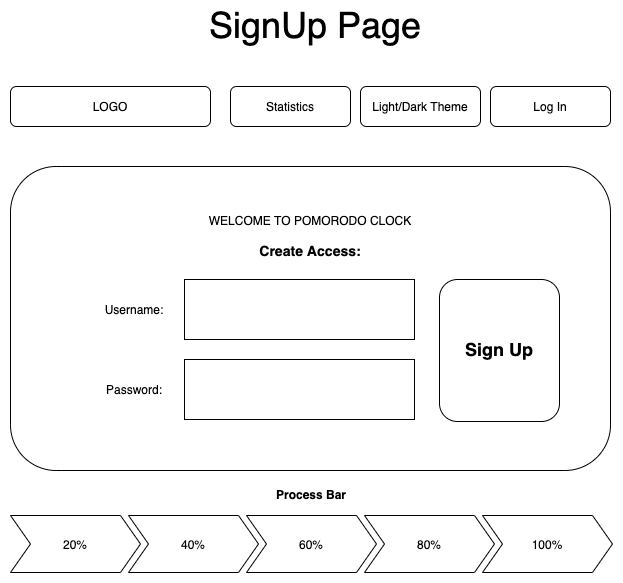 SignUp Page
LOGO
Statistics
Light/Dark Theme
Log In
WELCOME TO POMORODO CLOCK
Create Access:
Username:
Sign Up
Password:
Process Bar
20%
40%
60%
80%
100%